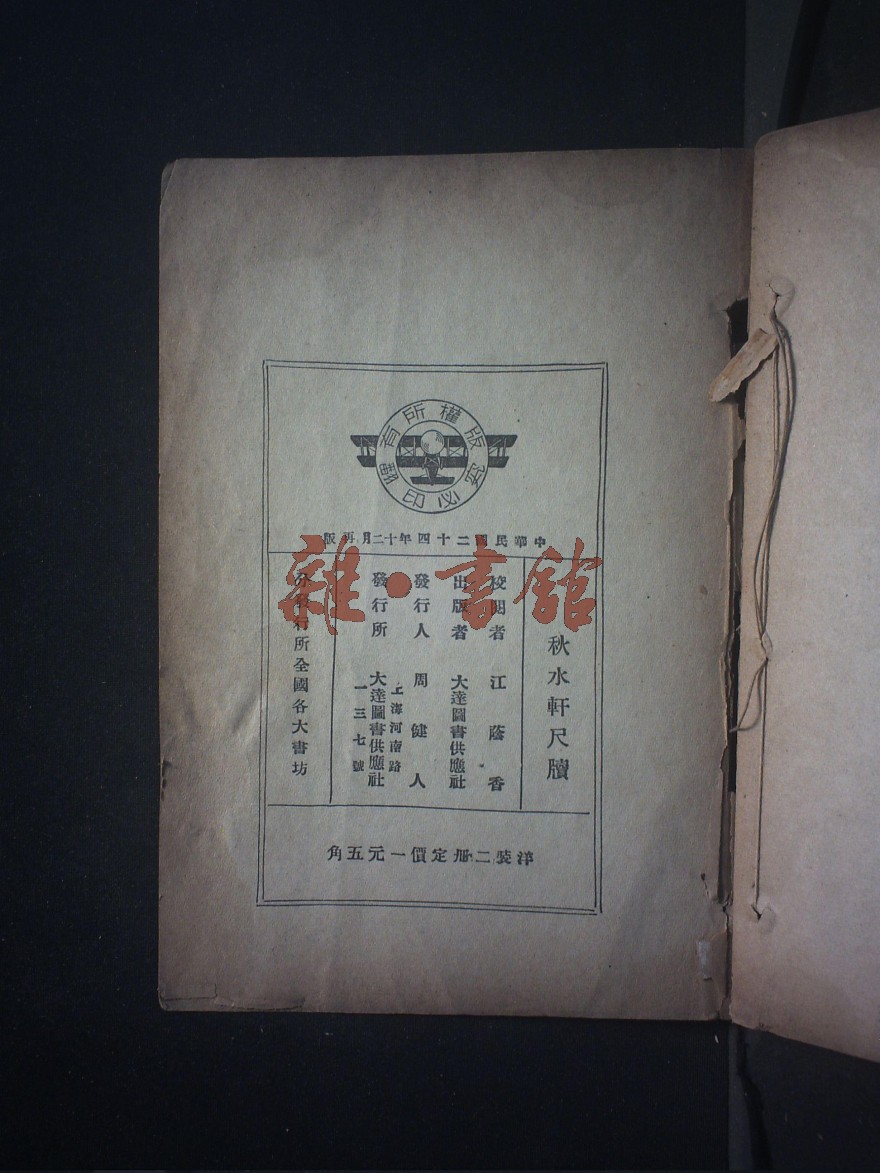 版權所有
翻印必究
中華民國二十四年十二月再版
秋水軒尺牘
校閱者 江蔭香
出版者 大達圖書供應社
發行人 周健人
上海河南路
發行所 大達圖書供應社
一三七號
分發行所全國各大書坊
洋裝二册定價一元五角
雜·書館